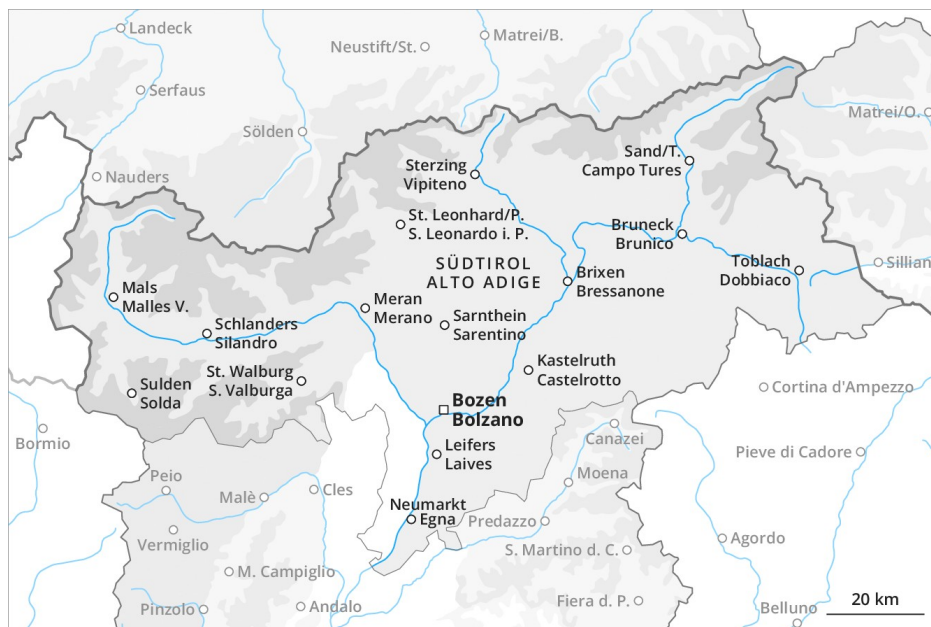 Landeck
Neustift/St.
Matrei/B.
Serfaus
Matrei/O.
Sölden
Nauders
Sterzing
Vipiteno
Sand/T.
Campo Tures
St. Leonhard/P.
S. Leonardo i. P.
Bruneck
Brunico
SÜDTIROL
ALTO ADIGE
Toblach
Dobbiaco
Sillian
Brixen
Bressanone
Mals
Malles V.
Meran
Merano
Sarnthein
Sarentino
Schlanders
Silandro
Kastelruth
Castelrotto
St. Walburg
S. Valburga
Sulden
Solda
Cortina d'Ampezzo
Bozen
Bolzano
Bormio
Canazei
Leifers
Laives
Pieve di Cadore
Peio
Malè
Cles
Moena
Neumarkt
Egna
Predazzo
Agordo
Vermiglio
S. Martino d. C.
M. Campiglio
Pinzolo
Andalo
Fiera d. P.
Belluno
20 km